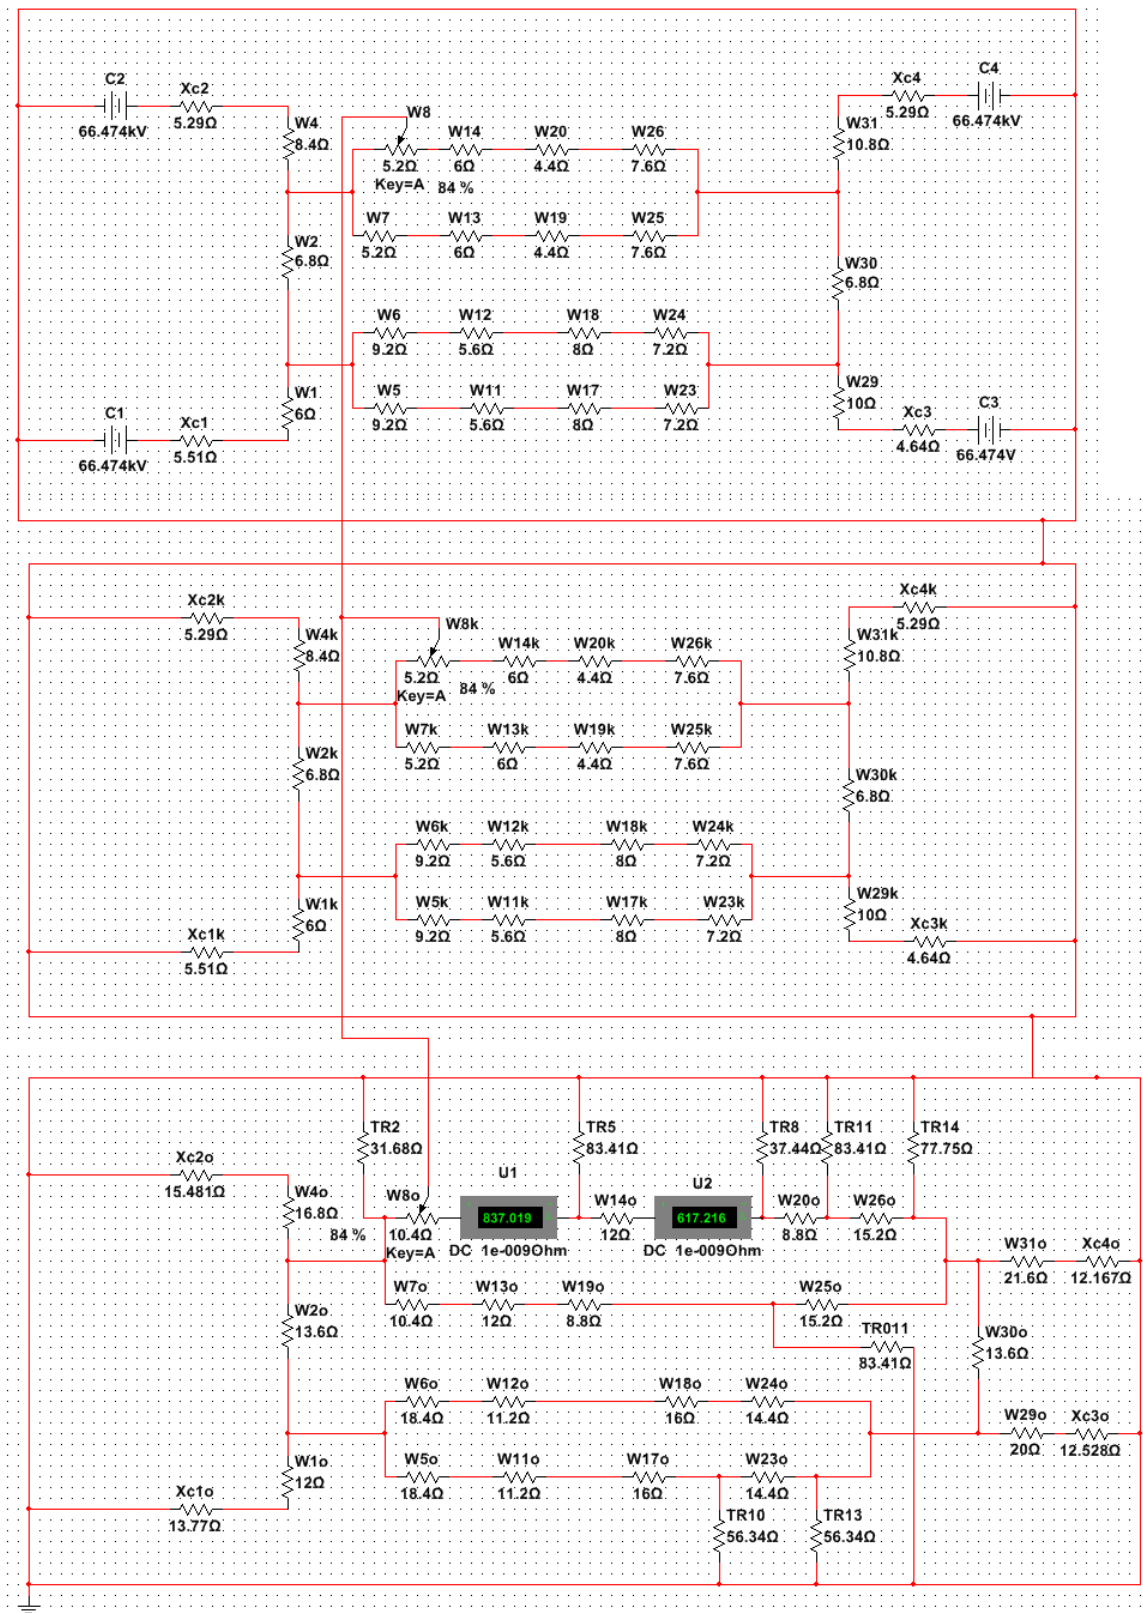 C2
66.474kV
Xc2
5.29Ω
W4
8.4Ω
W8
5.2Ω
Key=A
84 %
W14
6Ω
W20
4.4Ω
W26
7.6Ω
Xc4
5.29Ω
C4
66.474kV
W31
10.8Ω
W7
5.2Ω
W13
6Ω
W19
4.4Ω
W25
7.6Ω
W2
6.8Ω
W30
6.8Ω
W6
9.2Ω
W12
5.6Ω
W18
8Ω
W24
7.2Ω
W5
9.2Ω
W11
5.6Ω
W17
8Ω
W23
7.2Ω
W1
6Ω
C1
66.474kV
Xc1
5.51Ω
W29
10Ω
Xc3
4.64Ω
C3
66.474V
Xc2k
5.29Ω
W4k
8.4Ω
W8k
5.2Ω
Key=A
84 %
W14k
6Ω
W20k
4.4Ω
W26k
7.6Ω
Xc4k
5.29Ω
W31k
10.8Ω
W7k
5.2Ω
W13k
6Ω
W19k
4.4Ω
W25k
7.6Ω
W2k
6.8Ω
W30k
6.8Ω
W6k
9.2Ω
W12k
5.6Ω
W18k
8Ω
W24k
7.2Ω
W5k
9.2Ω
W11k
5.6Ω
W17k
8Ω
W23k
7.2Ω
W1k
6Ω
Xc1k
5.51Ω
W29k
10Ω
Xc3k
4.64Ω
TR2
31.68Ω
TR5
83.41Ω
TR8
37.44Ω
TR11
83.41Ω
TR14
77.75Ω
Xc2o
15.481Ω
W4o
16.8Ω
84 %
W8o
10.4Ω
Key=A
U1
837.019
DC 1e-009Ohm
W14o
12Ω
U2
617.216
DC 1e-009Ohm
W20o
8.8Ω
W26o
15.2Ω
W31o
21.6Ω
Xc4o
12.167Ω
W7o
10.4Ω
W13o
12Ω
W19o
8.8Ω
W25o
15.2Ω
TR011
83.41Ω
W2o
13.6Ω
W30o
13.6Ω
W6o
18.4Ω
W12o
11.2Ω
W18o
16Ω
W24o
14.4Ω
W29o
20Ω
Xc3o
12.528Ω
W5o
18.4Ω
W11o
11.2Ω
W17o
16Ω
W23o
14.4Ω
W1o
12Ω
Xc1o
13.77Ω
TR10
56.34Ω
TR13
56.34Ω